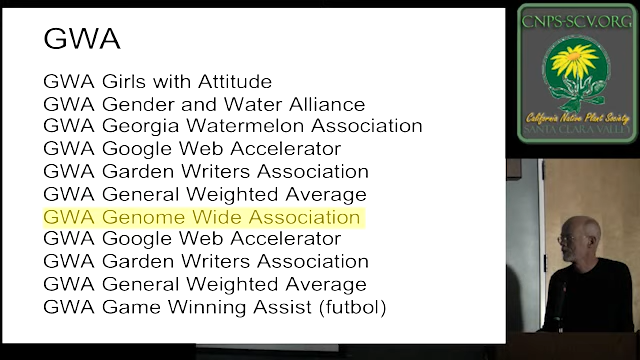 GWA
GWA Girls with Attitude
GWA Gender and Water Alliance
GWA Georgia Watermelon Association
GWA Google Web Accelerator
GWA Garden Writers Association
GWA General Weighted Average
GWA Genome Wide Association
GWA Google Web Accelerator
GWA Garden Writers Association
GWA General Weighted Average
GWA Game Winning Assist (futbol)
CNPS-SCV.ORG
California Native Plant Society
SANTA CLARA VALLEY